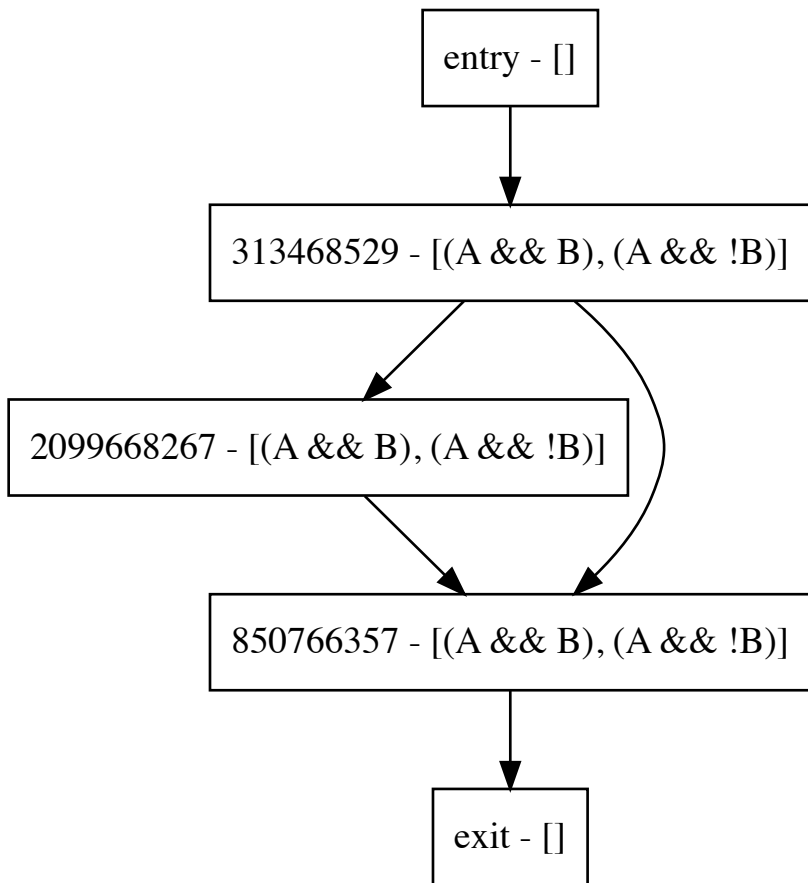 entry - []
313468529 - [(A && B), (A && !B)]
2099668267 - [(A && B), (A && !B)]
850766357 - [(A && B), (A && !B)]
exit - []